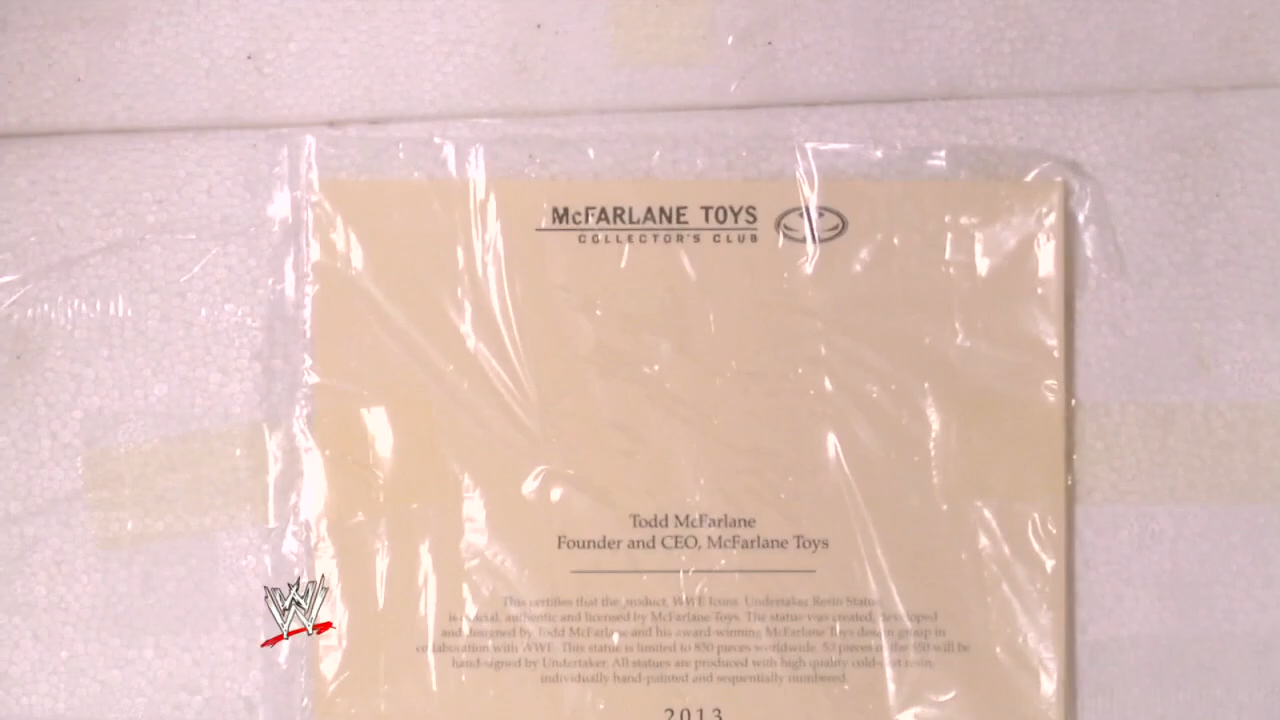 McFARLANE TOYS
COLLECTOR'S CLUB
Todd McFarlane
Founder and CEO, McFarlane Toys
This certifies that the product, WWE Icons Undertaker Resin Statue
is official, authentic and licensed by McFarlane Toys. The statue was created, developed
and designed by Todd McFarlane and his award-winning McFarlane Toys design group in
collaboration with WWE. This statue is limited to 850 pieces worldwide. 50 pieces of the 850 will be
hand-signed by Undertaker. All statues are produced with high quality cold-cast resin,
individually hand-painted and sequentially numbered.
W
2013